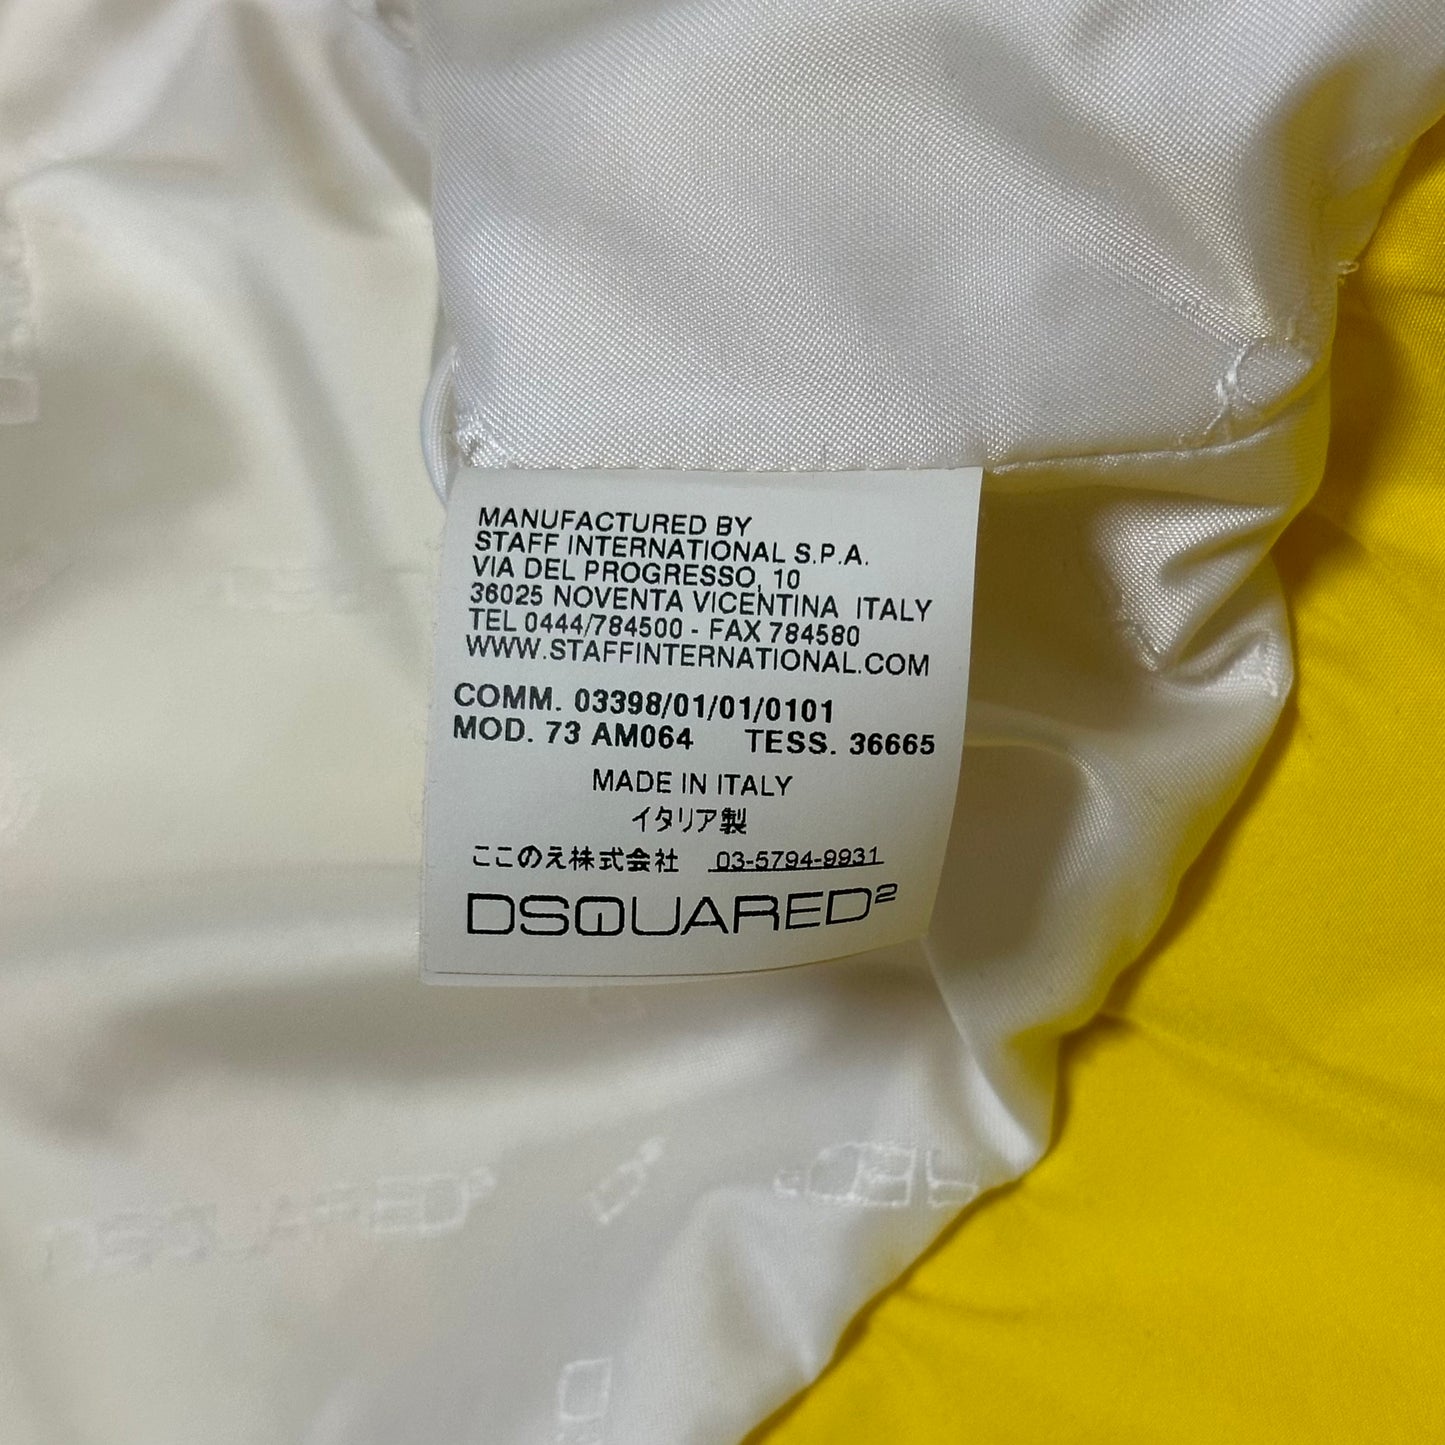 MANUFACTURED BY
STAFF INTERNATIONAL S.P.A.
VIA DEL PROGRESSO, 10
36025 NOVENTA VICENTINA ITALY
TEL 0444/784500 - FAX 784580
WWW.STAFFINTERNATIONAL.COM
COMM. 03398/01/01/0101
MOD. 73 AM064 TESS. 36665
MADE IN ITALY
イタリア製
ここのえ株式会社 03-5794-9931
DSQUARED²
DSQUARED²